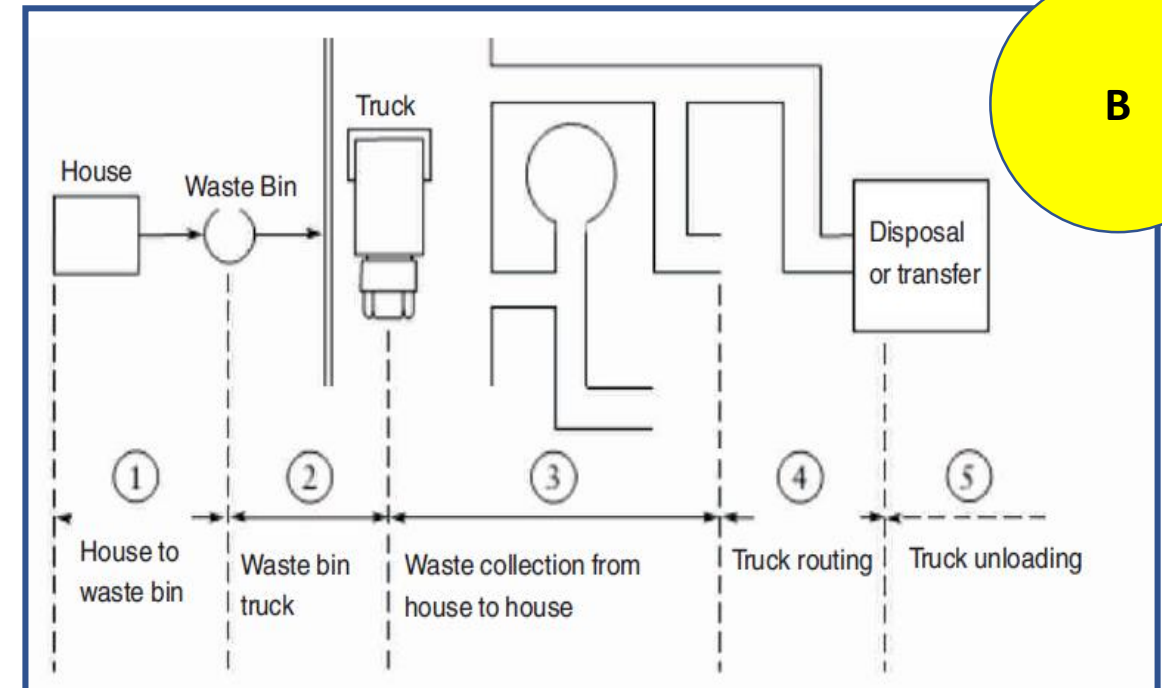 B
Truck
House
Waste Bin
Disposal
or transfer
1
2
3
4
5
House to
waste bin
Waste bin
truck
Waste collection from
house to house
Truck routing
Truck unloading